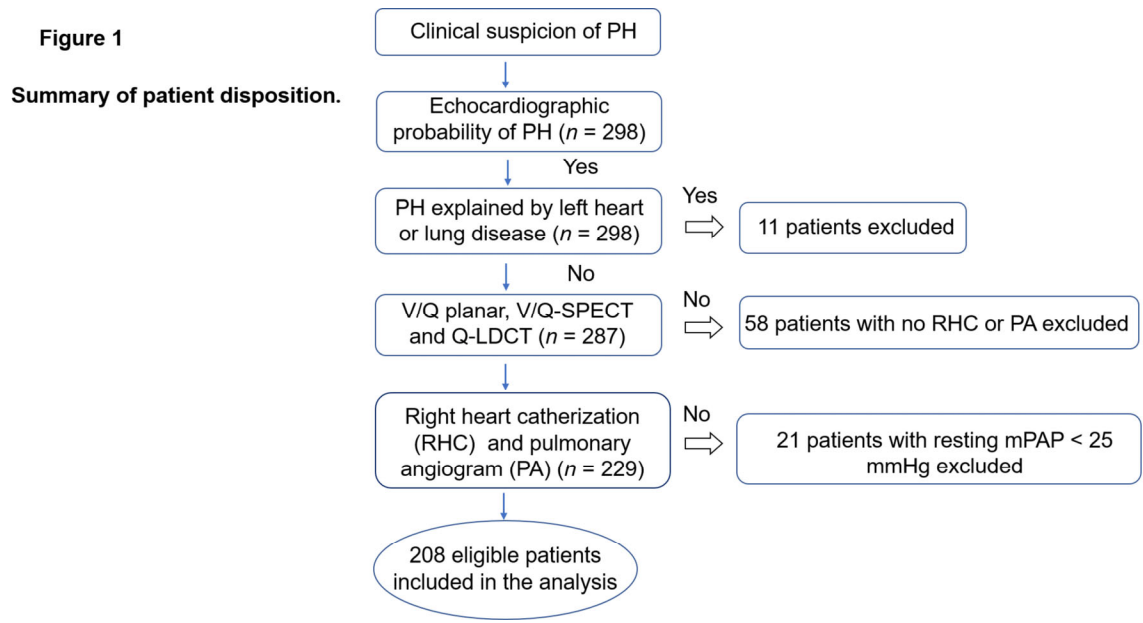 Figure 1
Summary of patient disposition.
Clinical suspicion of PH
Echocardiographic
probability of PH (n = 298)
Yes
PH explained by left heart
or lung disease (n = 298)
Yes
11 patients excluded
No
V/Q planar, V/Q-SPECT
and Q-LDCT (n = 287)
No
58 patients with no RHC or PA excluded
Right heart catherization
(RHC) and pulmonary
angiogram (PA) (n = 229)
No
21 patients with resting mPAP < 25
mmHg excluded
208 eligible patients
included in the analysis